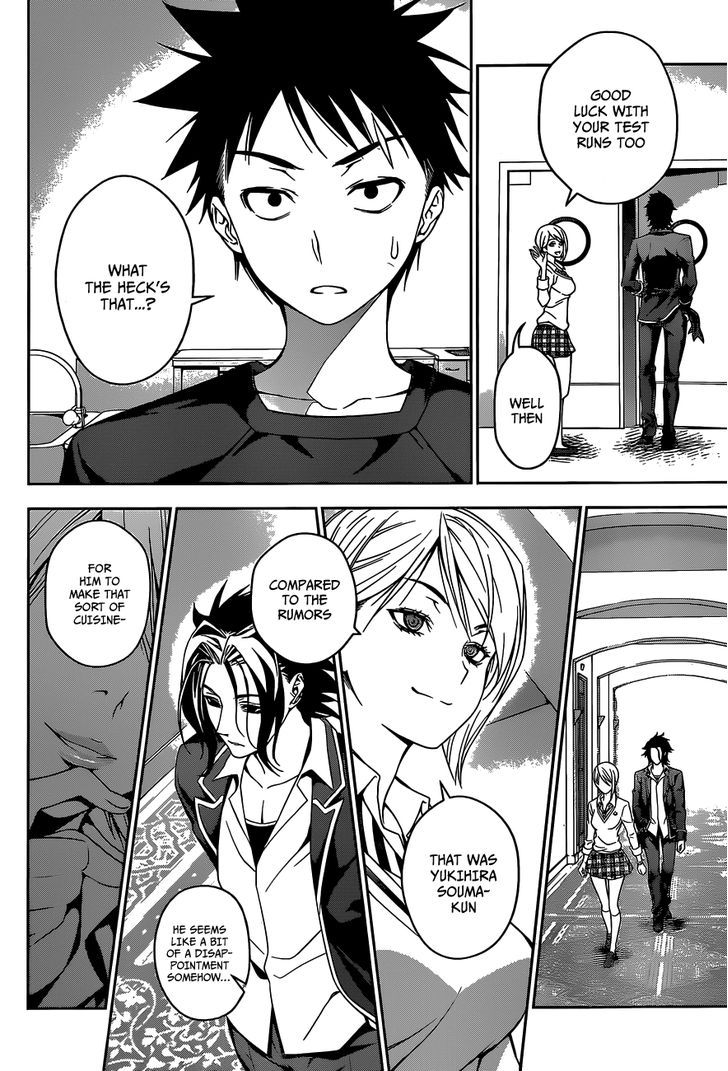 GOOD
LUCK WITH
YOUR TEST
RUNS TOO
WELL
THEN
WHAT
THE HECK'S
THAT...?
THAT WAS
YUKIHIRA
SOUMA-
KUN
COMPARED
TO THE
RUMORS
HE SEEMS
LIKE A BIT
OF A DISAP-
POINTMENT
SOMEHOW...
FOR
HIM TO
MAKE THAT
SORT OF
CUISINE-